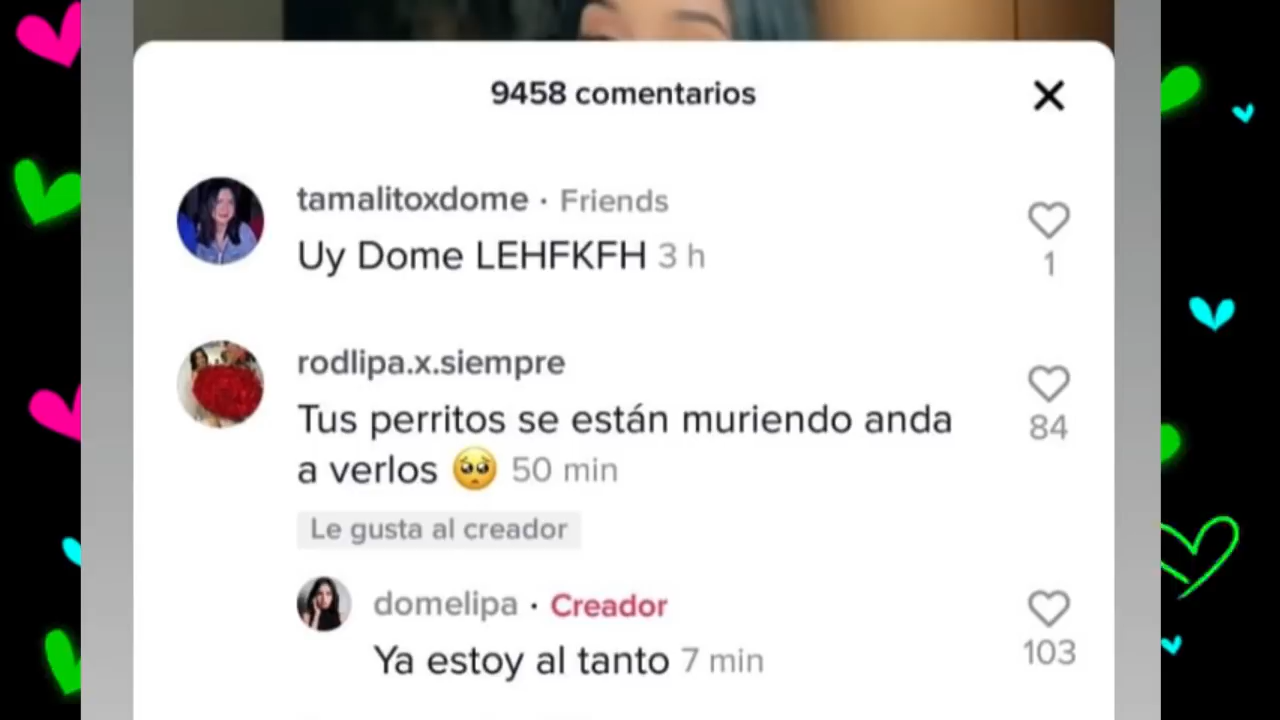 9458 comentarios
tamalitoxdome · Friends
Uy Dome LEHFKFH 3 h
1
rodlipa.x.siempre
Tus perritos se están muriendo anda
84
a verlos 🥺 50 min
Le gusta al creador
domelipa · Creador
Ya estoy al tanto 7 min
103